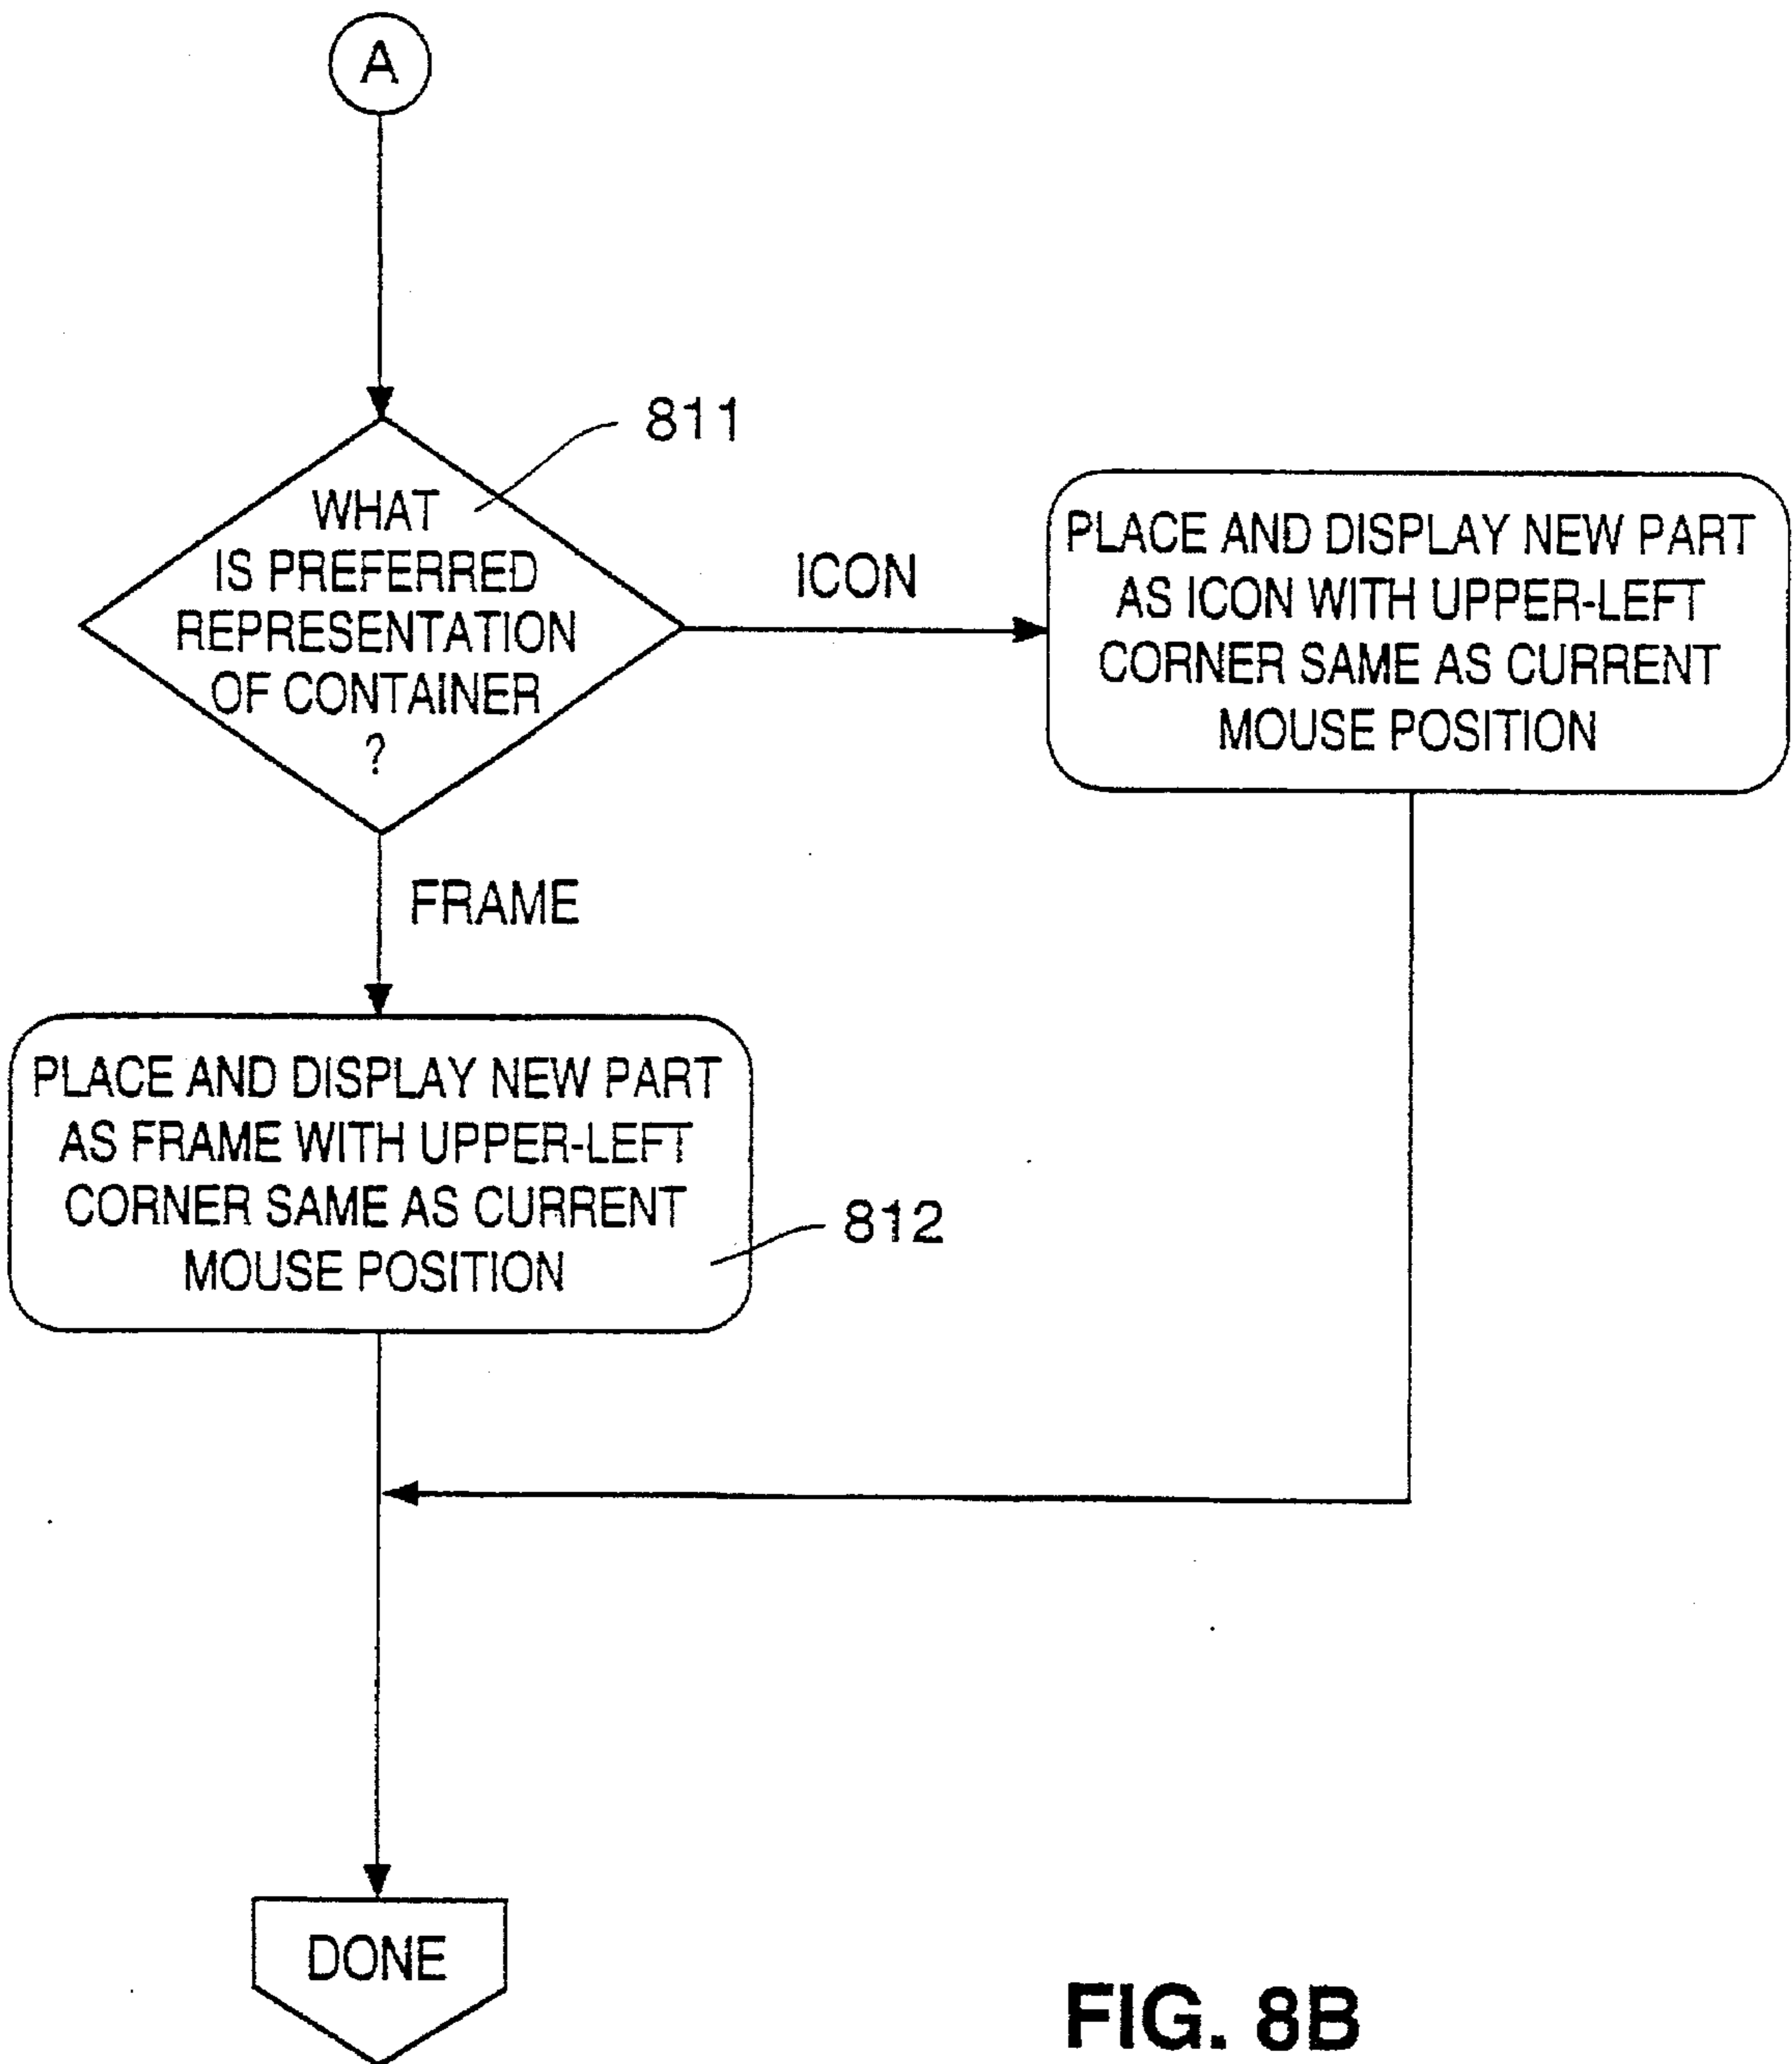 A
811
WHAT
IS PREFERRED
REPRESENTATION
OF CONTAINER
?
ICON
PLACE AND DISPLAY NEW PART
AS ICON WITH UPPER-LEFT
CORNER SAME AS CURRENT
MOUSE POSITION
FRAME
PLACE AND DISPLAY NEW PART
AS FRAME WITH UPPER-LEFT
CORNER SAME AS CURRENT
MOUSE POSITION
812
DONE
FIG. 8B